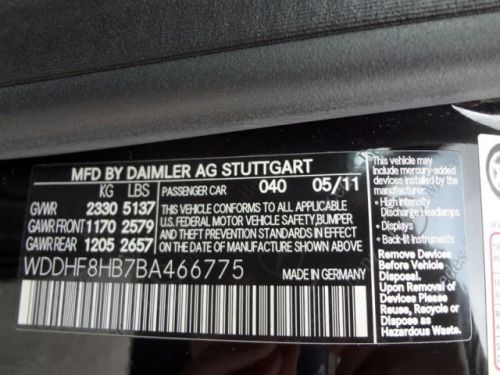 MFD BY DAIMLER AG STUTTGART
KG LBS
GVWR 2330 5137
GAWR FRONT 1170 2579
GAWR REAR 1205 2657
PASSENGER CAR 040 05/11
THIS VEHICLE CONFORMS TO ALL APPLICABLE
U.S. FEDERAL MOTOR VEHICLE SAFETY, BUMPER
AND THEFT PREVENTION STANDARDS IN EFFECT
ON THE DATE OF MANUFACTURE SHOWN ABOVE.
WDDHF8HB7BA466775 MADE IN GERMANY
This vehicle may
include mercury-added
devices installed by the
manufacturer:
• High Intensity
Discharge Headlamps
• Displays
• Back-lit Instruments
Remove Devices
Before Vehicle
Disposal.
Upon Removal of
Devices Please
Reuse, Recycle or
Dispose as
Hazardous Waste.